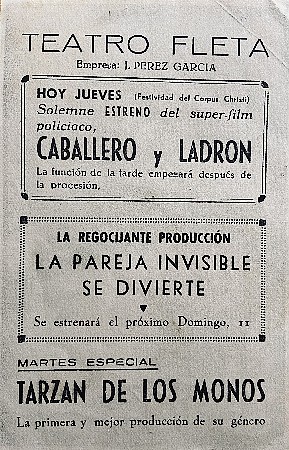 TEATRO FLETA
Empresa: J. PEREZ GARCIA
HOY JUEVES (Festividad del Corpus Christi)
Solemne ESTRENO del super-film
policiaco,
CABALLERO y LADRON
La función de la tarde empezará después de
la procesión.
LA REGOCIJANTE PRODUCCIÓN
LA PAREJA INVISIBLE
SE DIVIERTE
Se estrenará el próximo Domingo, 11
MARTES ESPECIAL
TARZAN DE LOS MONOS
La primera y mejor producción de su género